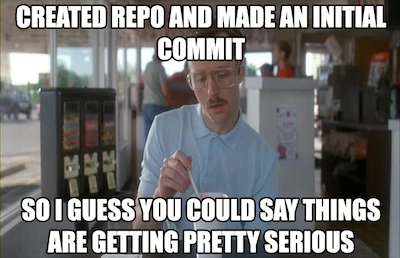 CREATED REPO AND MADE AN INITIAL
COMMIT
SO I GUESS YOU COULD SAY THINGS
ARE GETTING PRETTY SERIOUS